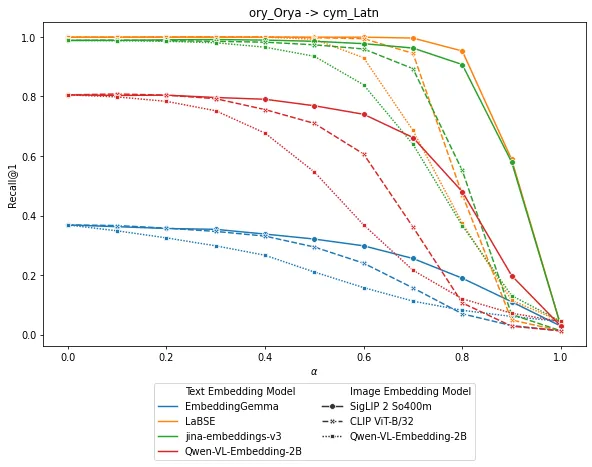 ory_Orya -> cym_Latn
Recall@1
1.0
0.8
0.6
0.4
0.2
0.0
0.0 0.2 0.4 0.6 0.8 1.0
α
Text Embedding Model
EmbeddingGemma
LaBSE
jina-embeddings-v3
Qwen-VL-Embedding-2B
Image Embedding Model
SigLIP 2 So400m
CLIP ViT-B/32
Qwen-VL-Embedding-2B